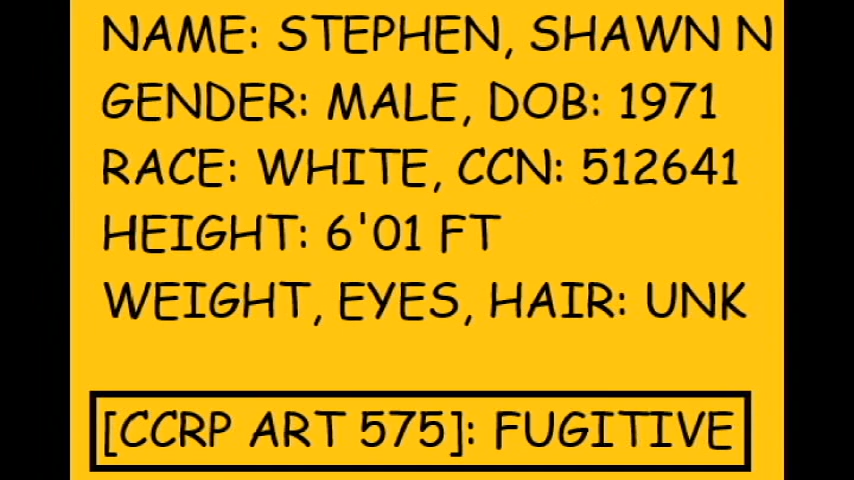 NAME: STEPHEN, SHAWN N
GENDER: MALE, DOB: 1971
RACE: WHITE, CCN: 512641
HEIGHT: 6'01 FT
WEIGHT, EYES, HAIR: UNK
[CCRP ART 575]: FUGITIVE